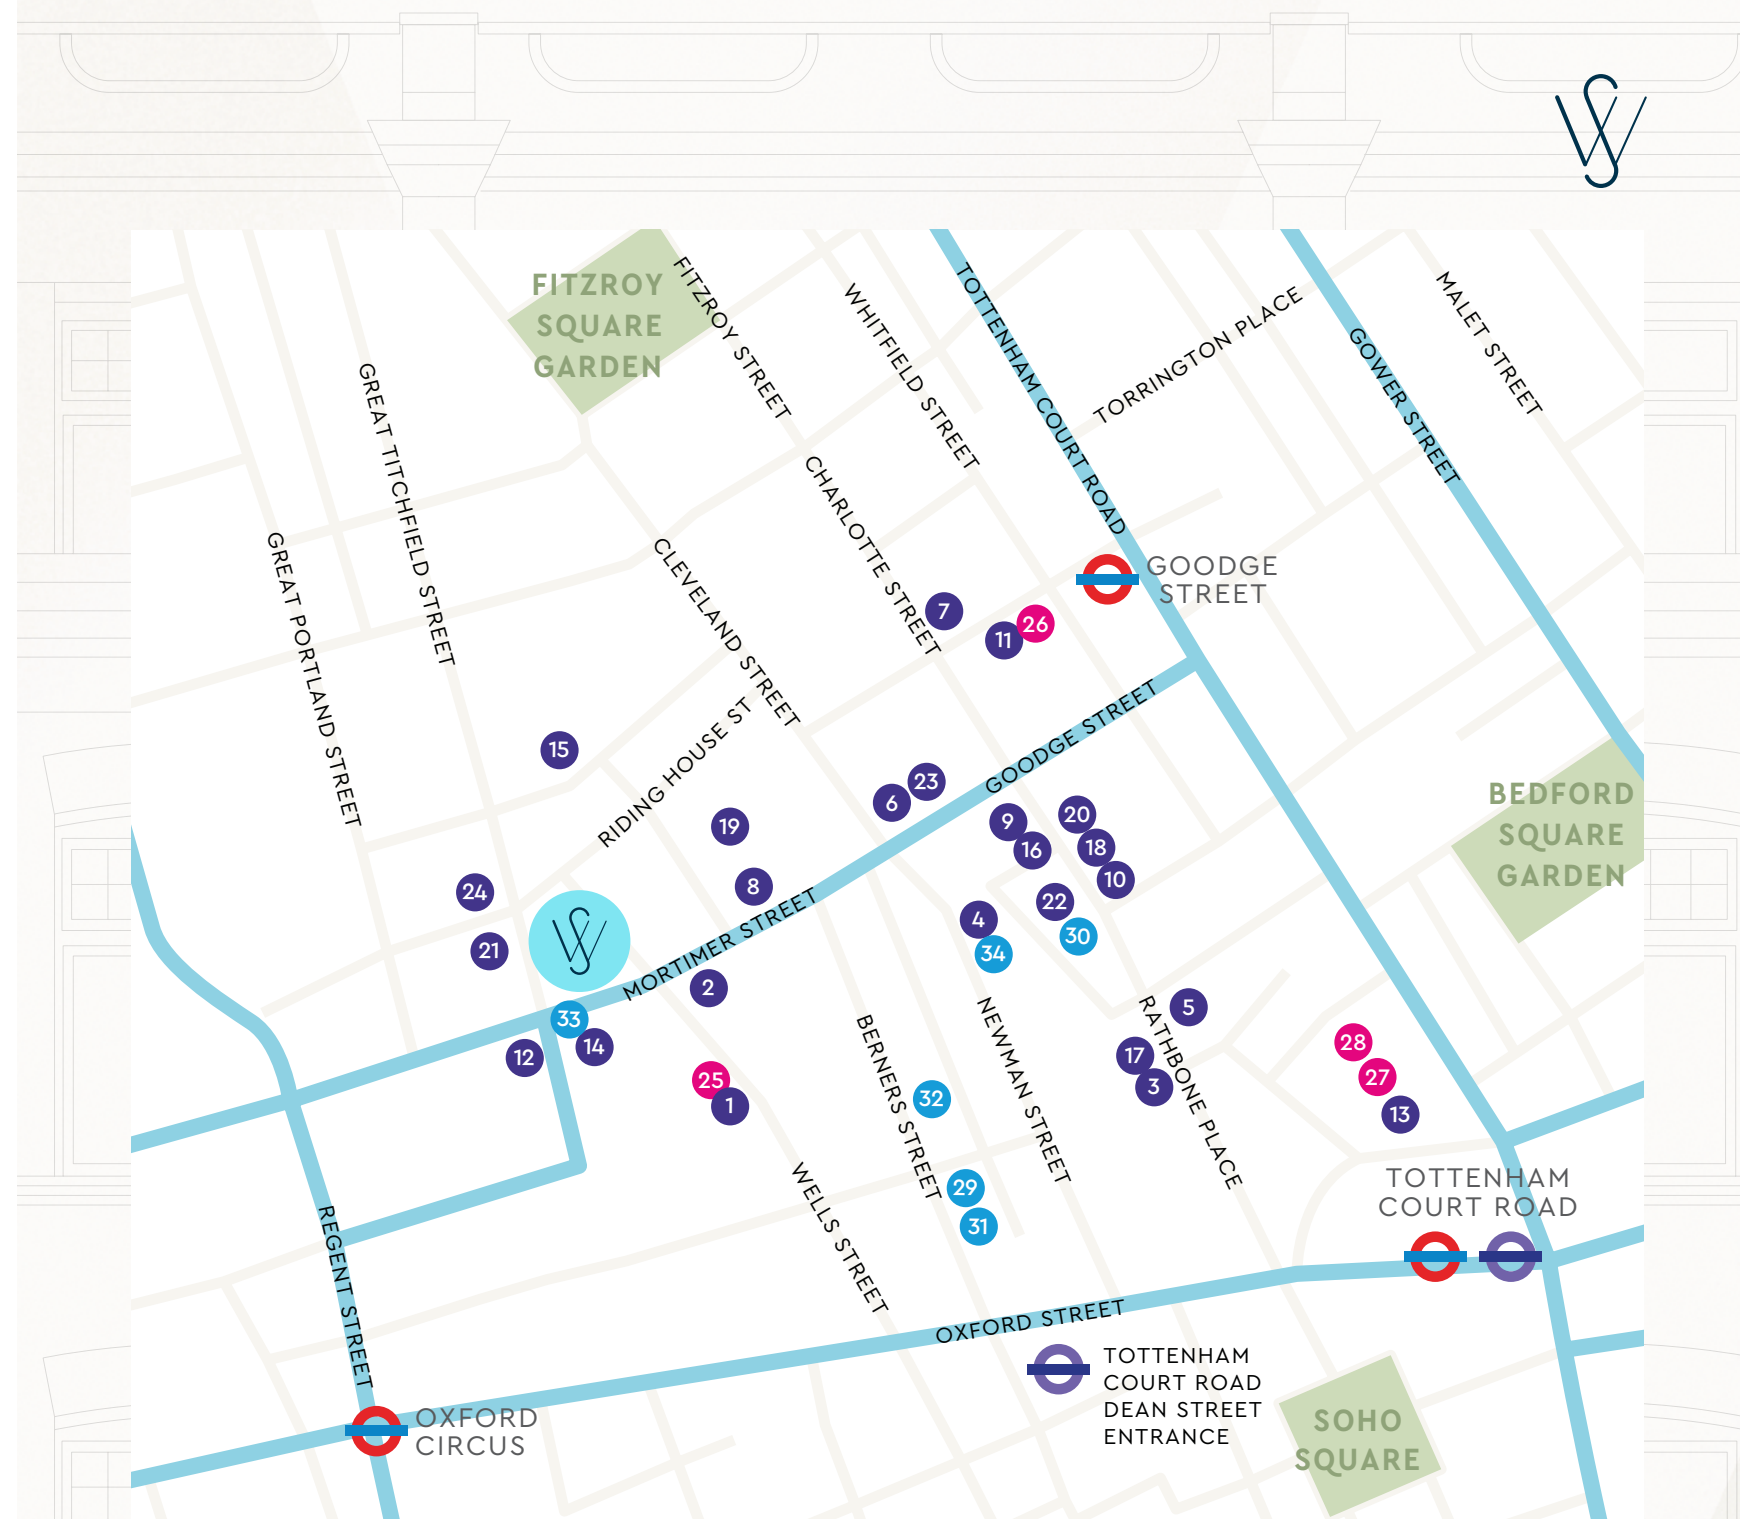 FITZROY
SQUARE
GARDEN
FITZROY STREET
WHITFIELD STREET
TOTTENHAM COURT ROAD
TORRINGTON PLACE
GOWER STREET
MALET STREET
GREAT TITCHFIELD STREET
GREAT PORTLAND STREET
CLEVELAND STREET
CHARLOTTE STREET
GOODGE
STREET
7
11
26
GOODGE STREET
RIDING HOUSE ST
15
19
6
23
9
16
20
18
10
BEDFORD
SQUARE
GARDEN
24
8
21
MORTIMER STREET
2
4
34
22
30
33
12
14
25
1
BERNERS STREET
32
NEWMAN STREET
RATHBONE PLACE
5
17
3
28
27
13
29
31
WELLS STREET
TOTTENHAM
COURT ROAD
REGENT STREET
OXFORD STREET
TOTTENHAM
COURT ROAD
DEAN STREET
ENTRANCE
OXFORD
CIRCUS
SOHO
SQUARE